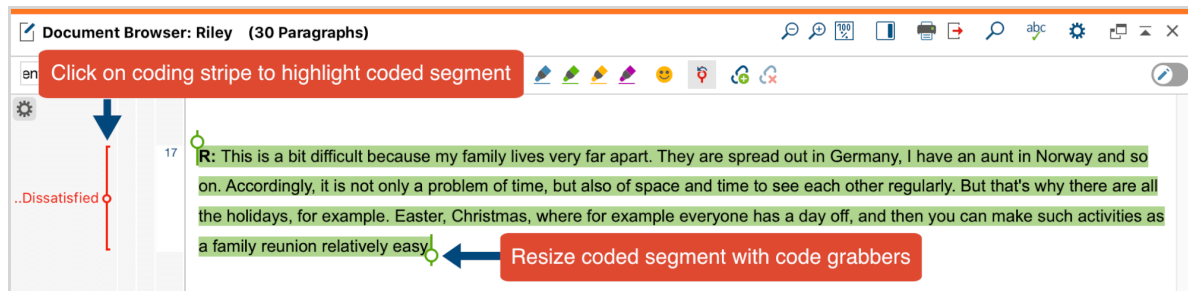 Document Browser: Riley (30 Paragraphs)
100
%
abc
en
Click on coding stripe to highlight coded segment
17
R: This is a bit difficult because my family lives very far apart. They are spread out in Germany, I have an aunt in Norway and so
on. Accordingly, it is not only a problem of time, but also of space and time to see each other regularly. But that's why there are all
..Dissatisfied
the holidays, for example. Easter, Christmas, where for example everyone has a day off, and then you can make such activities as
a family reunion relatively easy
Resize coded segment with code grabbers